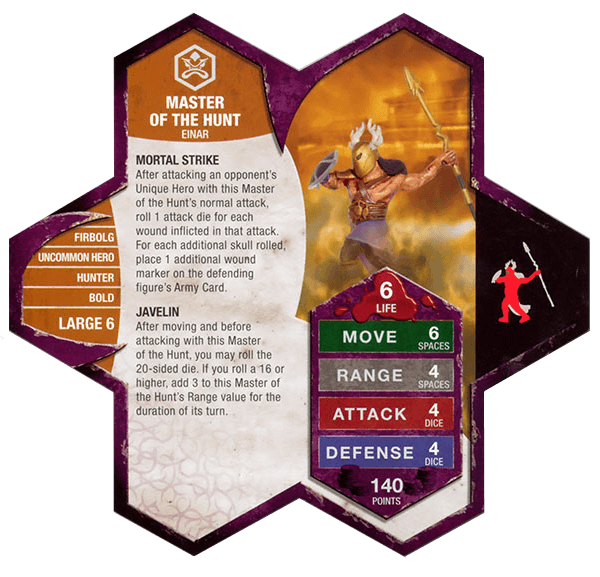 MASTER
OF THE HUNT
EINAR
MORTAL STRIKE
After attacking an opponent's
Unique Hero with this Master
of the Hunt's normal attack,
roll 1 attack die for each
wound inflicted in that attack.
For each additional skull rolled,
place 1 additional wound
marker on the defending
figure's Army Card.
JAVELIN
After moving and before
attacking with this Master
of the Hunt, you may roll the
20-sided die. If you roll a 16 or
higher, add 3 to this Master of
the Hunt's Range value for the
duration of its turn.
FIRBOLG
UNCOMMON HERO
HUNTER
BOLD
LARGE 6
6
LIFE
MOVE 6
SPACES
RANGE 4
SPACES
ATTACK 4
DICE
DEFENSE 4
DICE
140
POINTS